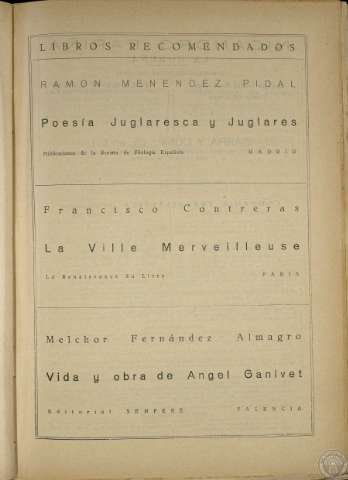 LIBROS RECOMENDADOS
RAMON MENENDEZ PIDAL
Poesía Juglaresca y Juglares
Publicaciones de la Revista de Filología Española MADRID
Francisco Contreras
La Ville Merveilleuse
La Renaissance du Livre PARIS
Melchor Fernández Almagro
Vida y obra de Angel Ganivet
Editorial SEMPERE VALENCIA